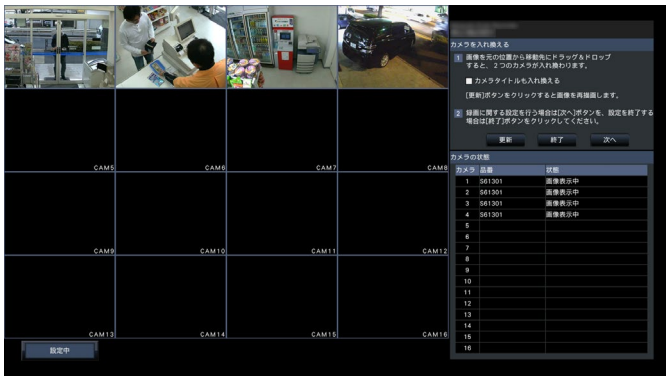 CAM5
CAM6
CAM7
CAM8
CAM9
CAM10
CAM11
CAM12
CAM13
CAM14
CAM15
CAM16
設定中
カメラを入れ換える
1 画像を元の位置から移動先にドラッグ&ドロップ
すると、2つのカメラが入れ換わります。
カメラタイトルも入れ換える
[更新]ボタンをクリックすると画像を再描画します。
2 録画に関する設定を行う場合は[次へ]ボタンを、設定を終了する
場合は[終了]ボタンをクリックしてください。
更新 終了 次へ
カメラの状態
カメラ 品番 状態
1 S61301 画像表示中
2 S61301 画像表示中
3 S61301 画像表示中
4 S61301 画像表示中
5
6
7
8
9
10
11
12
13
14
15
16